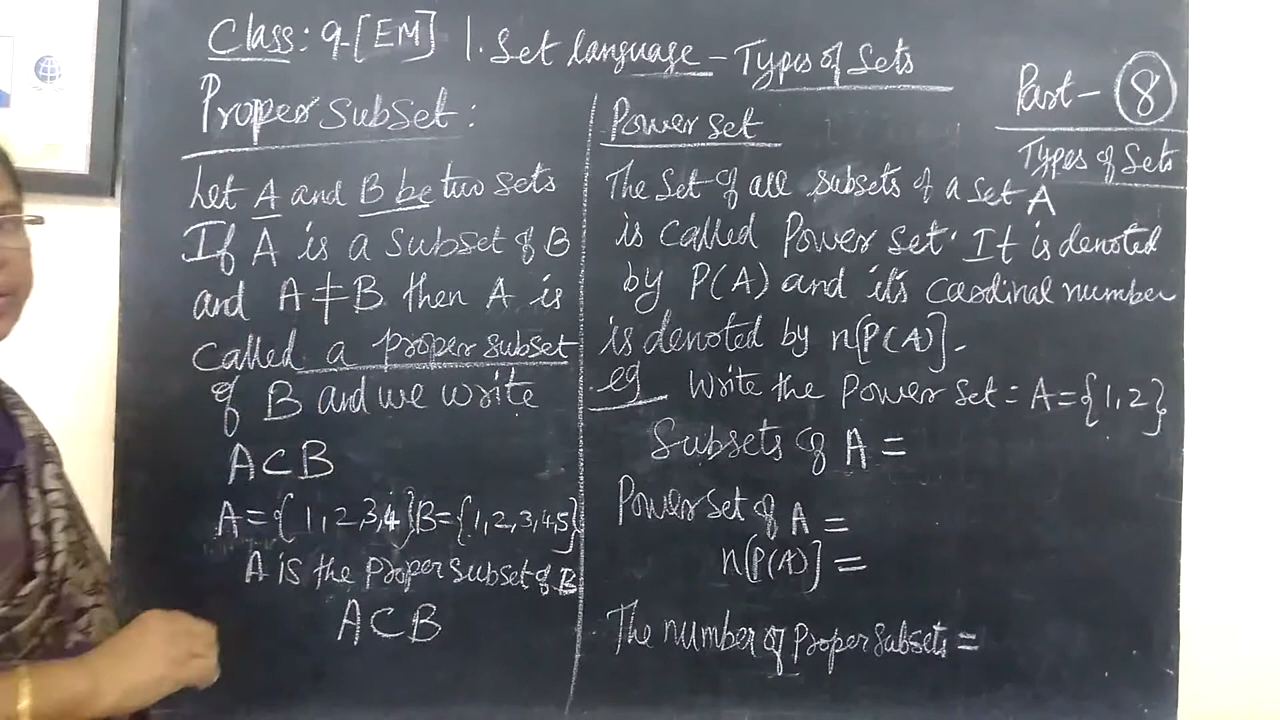 Class: 9-[EM] 1. Set language - Types of Sets
Part - 8
Types of Sets
Proper Subset:
Let A and B be two sets
If A is a subset of B
and A ≠ B then A is
called a proper subset
of B and we write
A⊂B
A={1,2,3,4} B={1,2,3,4,5}
A is the Proper subset of B
A⊂B
Power set
The Set of all subsets of a set A
is called Power set. It is denoted
by P(A) and it's cardinal number
is denoted by n[P(A)].
eg Write the Power set = A={1,2}
Subsets of A =
Power set of A =
n[P(A)] =
The number of Proper Subsets =